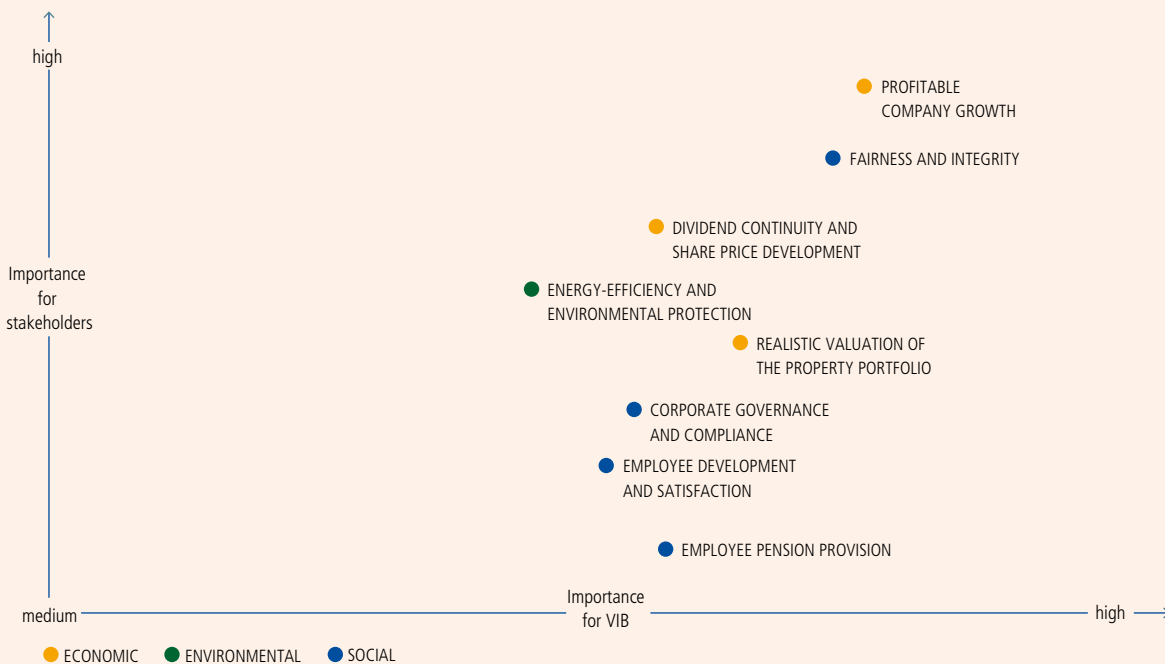 high
PROFITABLE
COMPANY GROWTH
FAIRNESS AND INTEGRITY
DIVIDEND CONTINUITY AND
SHARE PRICE DEVELOPMENT
Importance
for
stakeholders
ENERGY-EFFICIENCY AND
ENVIRONMENTAL PROTECTION
REALISTIC VALUATION OF
THE PROPERTY PORTFOLIO
CORPORATE GOVERNANCE
AND COMPLIANCE
EMPLOYEE DEVELOPMENT
AND SATISFACTION
EMPLOYEE PENSION PROVISION
medium
Importance
for VIB
high
ECONOMIC
ENVIRONMENTAL
SOCIAL